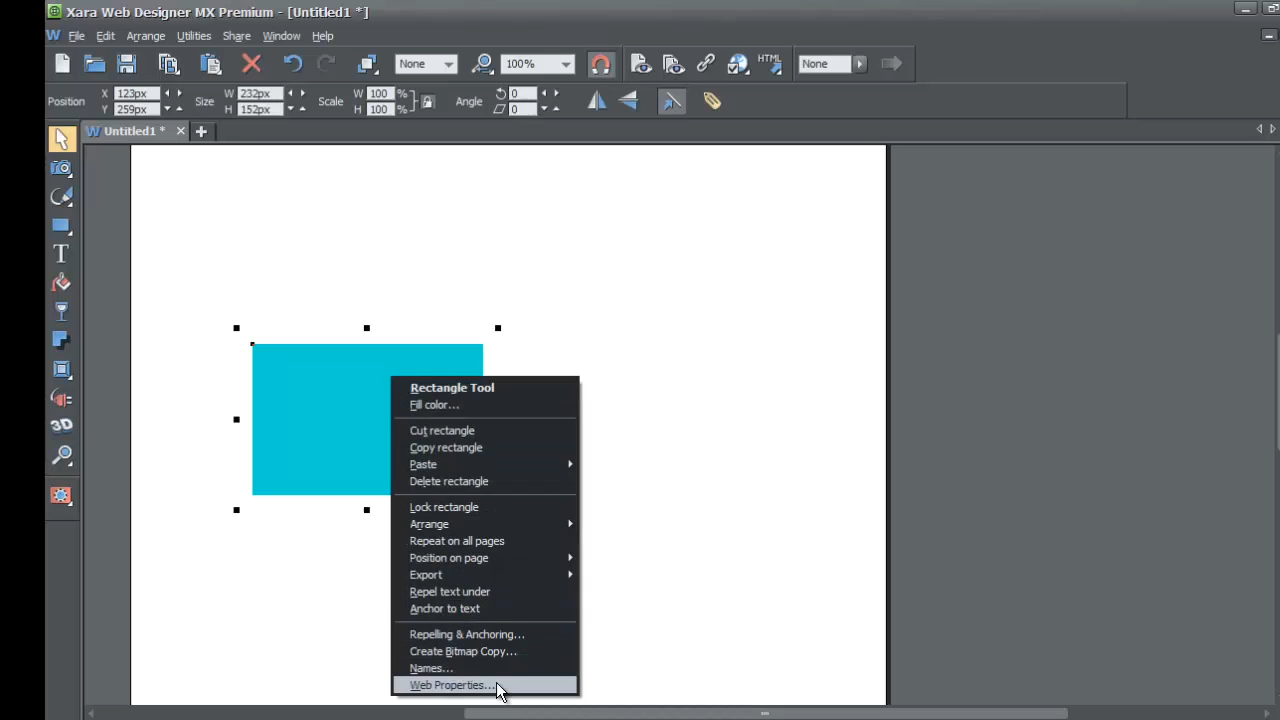 Xara Web Designer MX Premium - [Untitled1 *]
File Edit Arrange Utilities Share Window Help
None 100% HTML None
Position X 123px Size W 232px Scale W 100 % Angle 0
Y 259px H 152px H 100 % 0
Untitled1 *
T
3D
Rectangle Tool
Fill color...
Cut rectangle
Copy rectangle
Paste
Delete rectangle
Lock rectangle
Arrange
Repeat on all pages
Position on page
Export
Repel text under
Anchor to text
Repelling & Anchoring...
Create Bitmap Copy...
Names...
Web Properties...